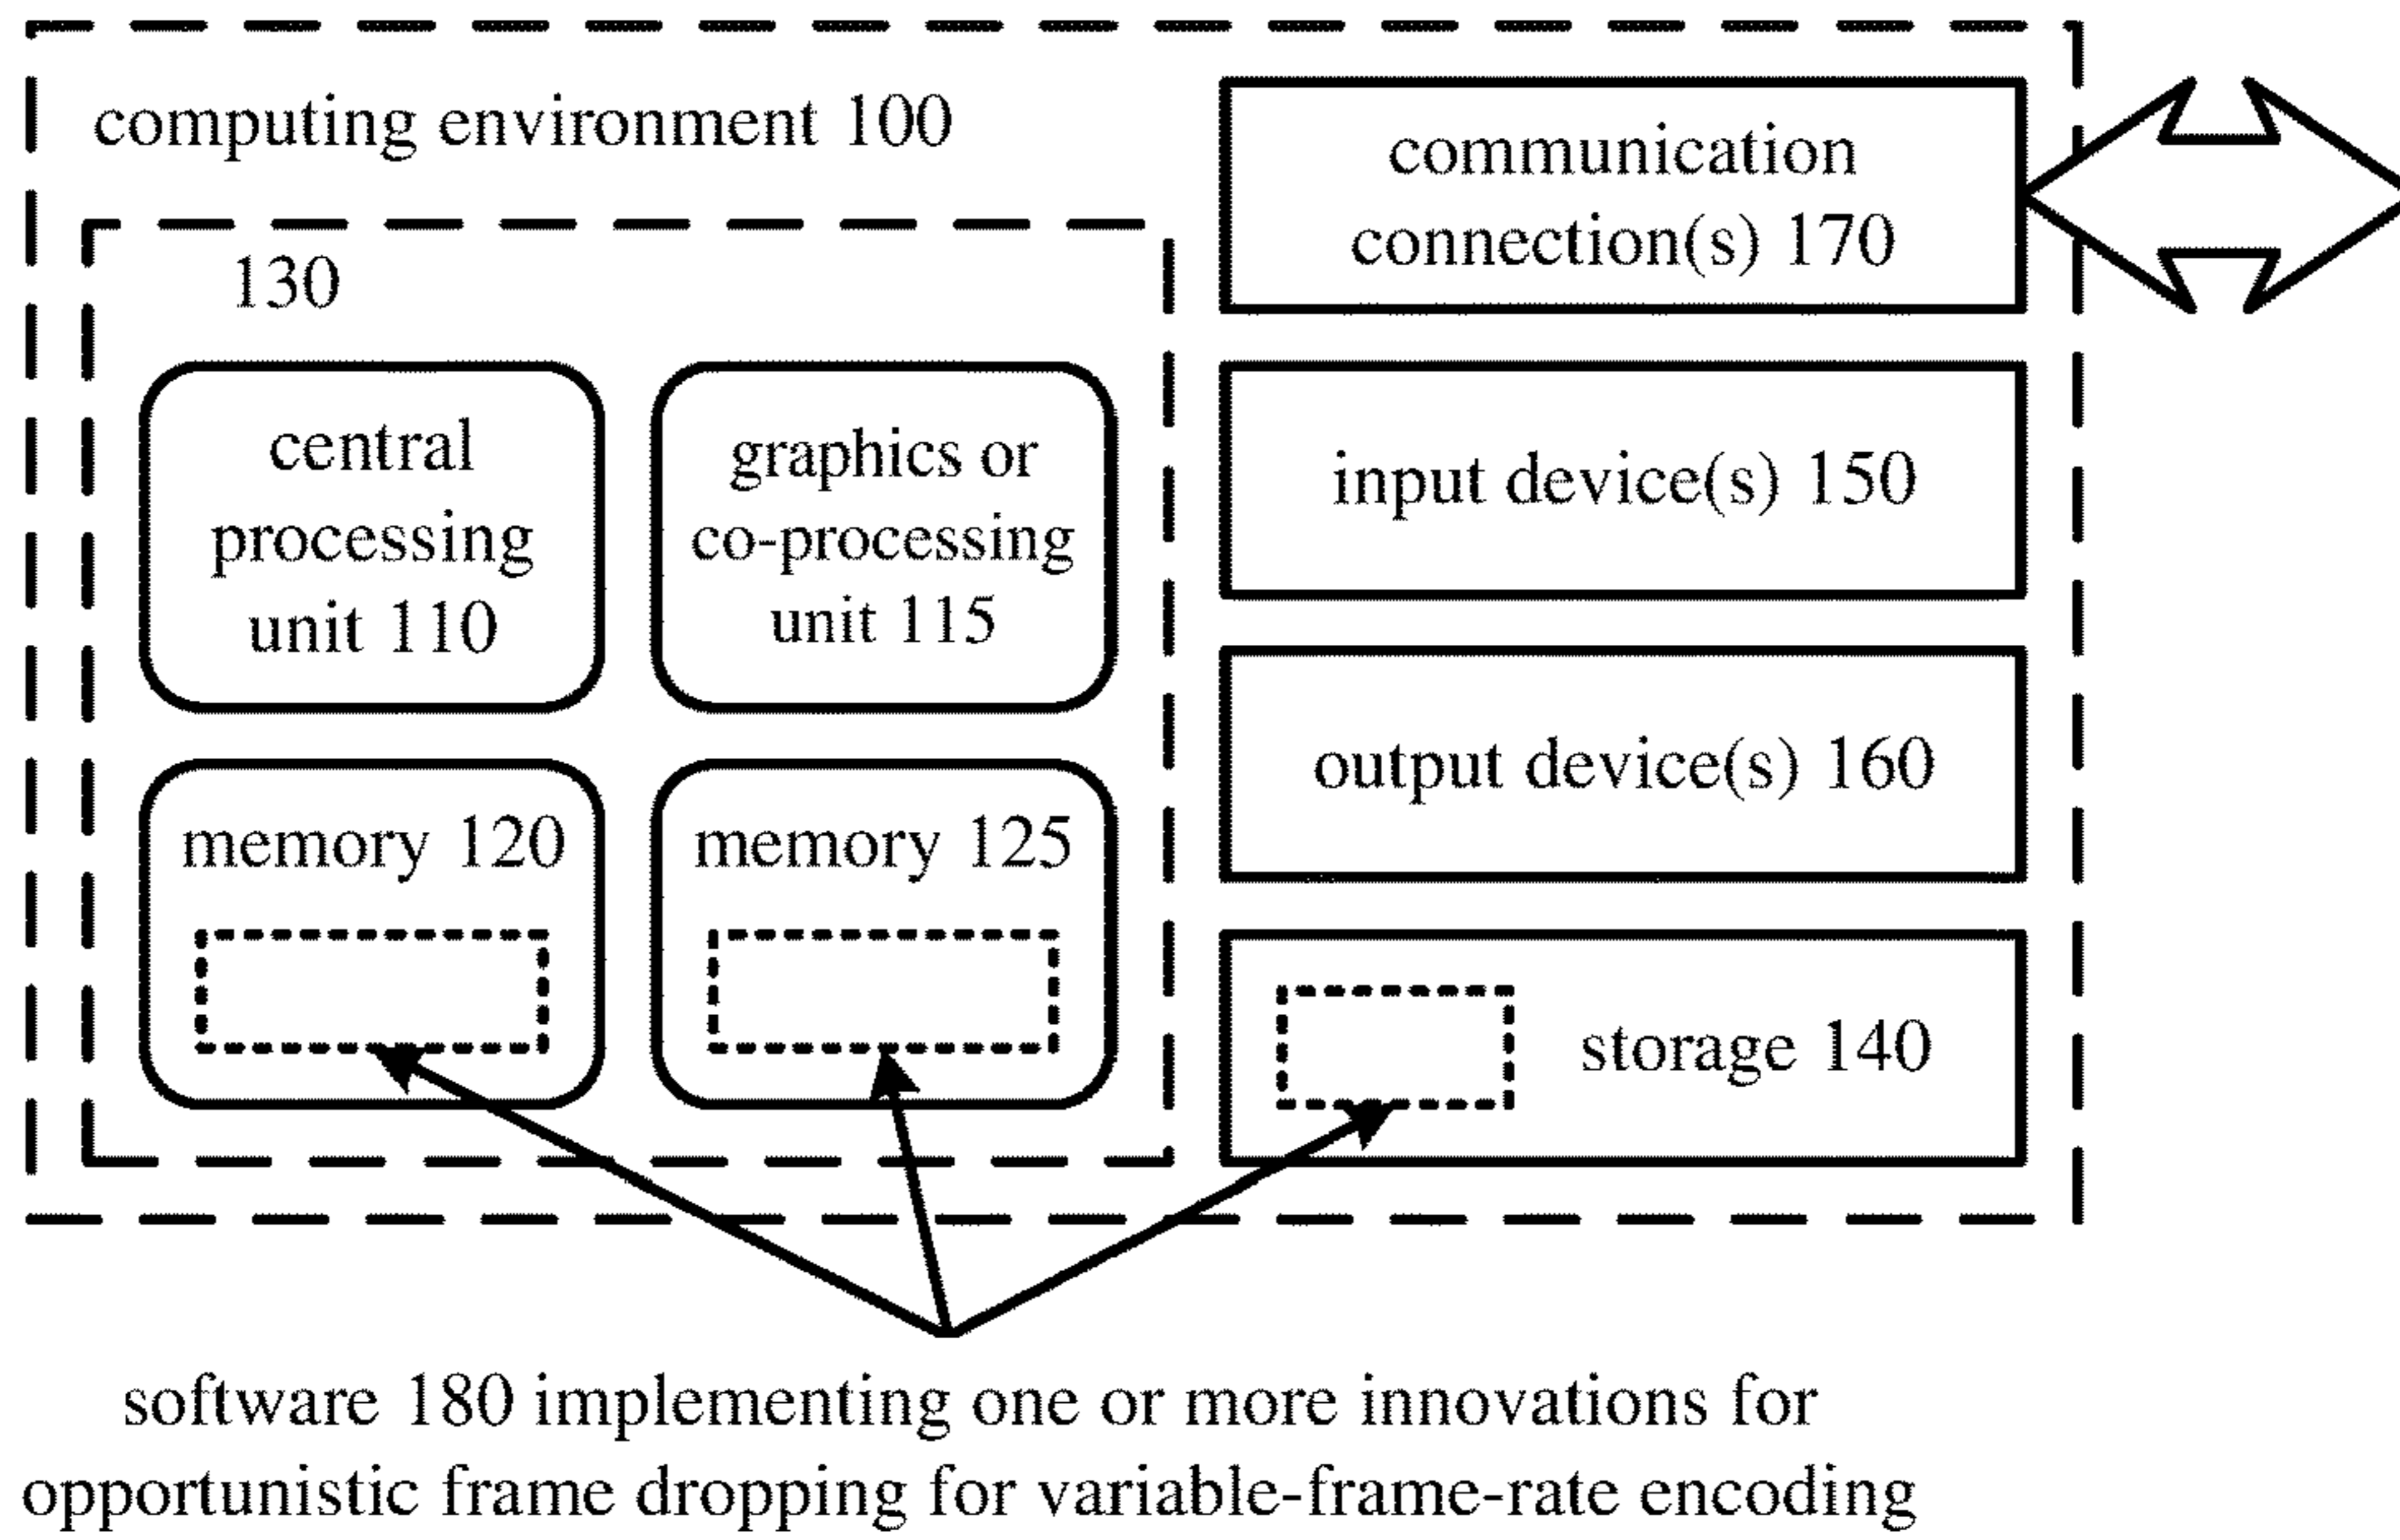 computing environment 100
130
central
processing
unit 110
graphics or
co-processing
unit 115
memory 120
memory 125
communication
connection(s) 170
input device(s) 150
output device(s) 160
storage 140
software 180 implementing one or more innovations for
opportunistic frame dropping for variable-frame-rate encoding